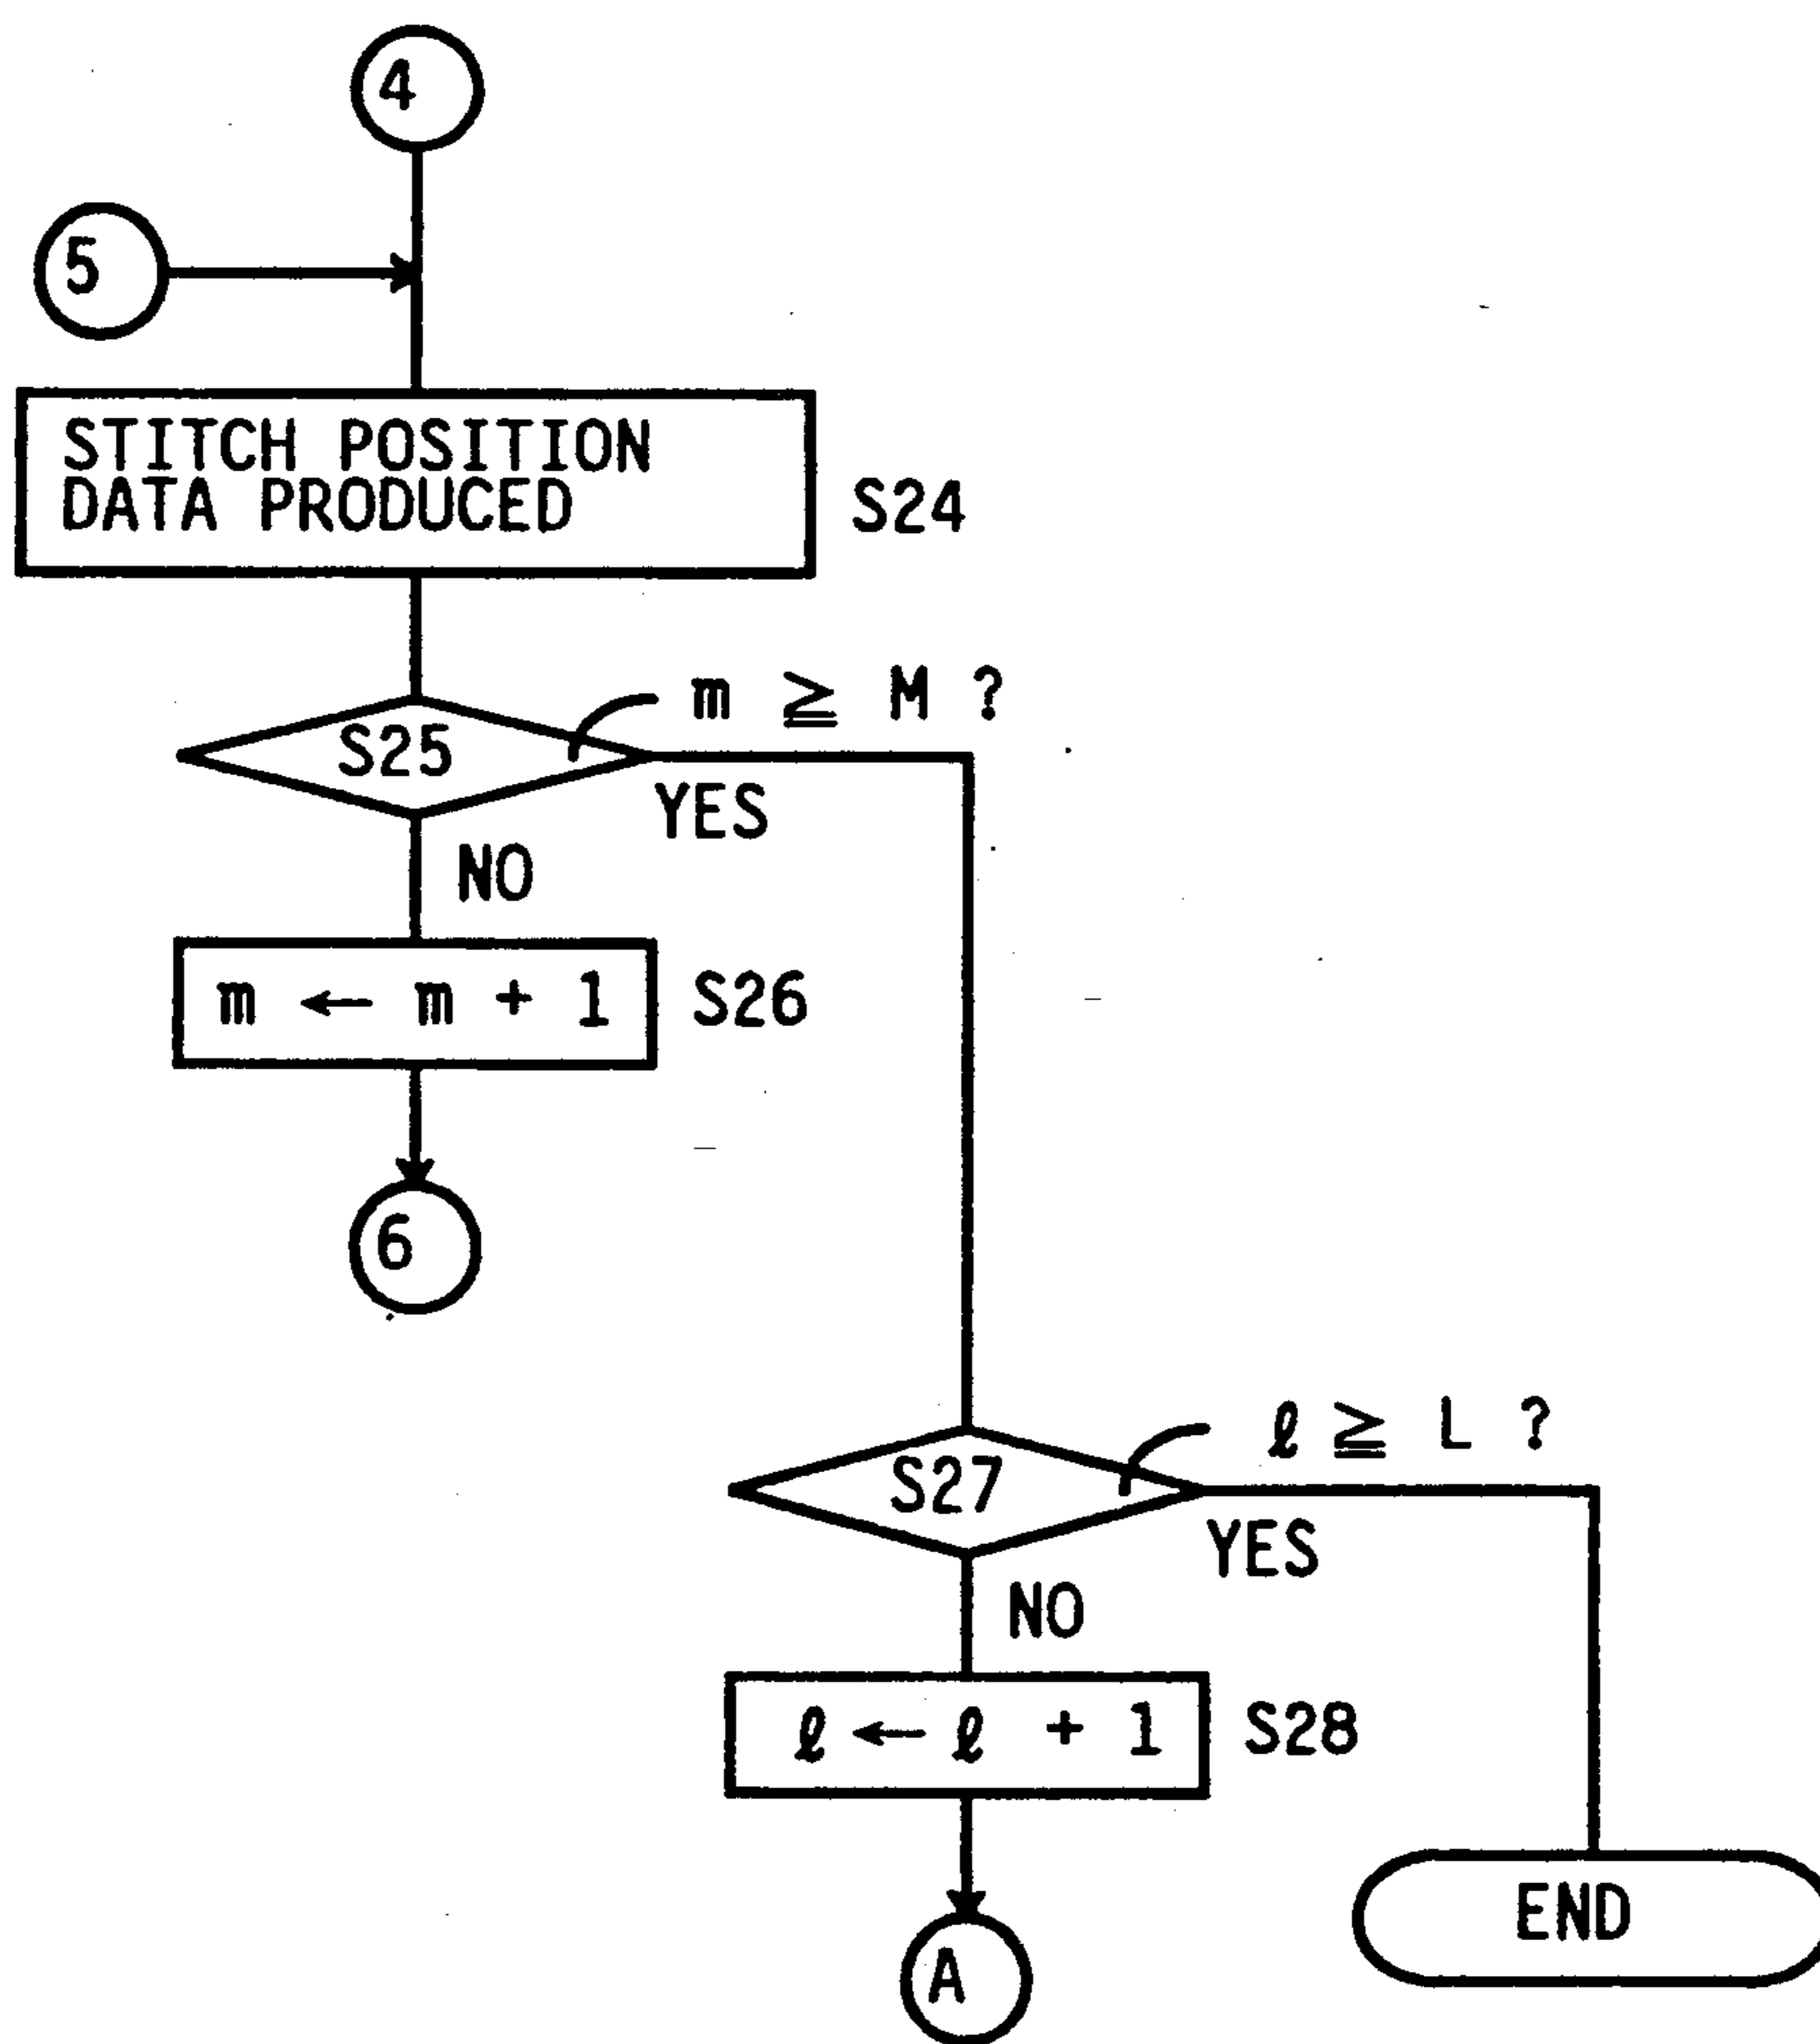 4
5
STITCH POSITION
DATA PRODUCED
S24
m ≧ M ?
S25
YES
NO
m ← m + 1
S26
6
ℓ ≧ L ?
S27
YES
NO
ℓ ← ℓ + 1
S28
END
A